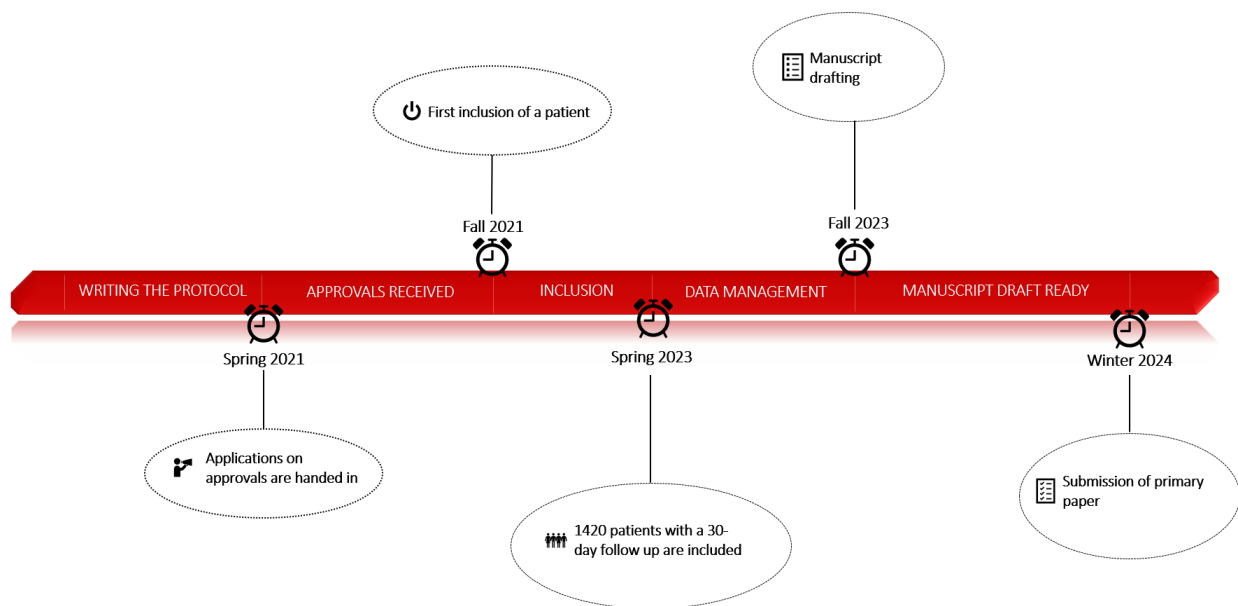 Manuscript
drafting
First inclusion of a patient
Fall 2021
Fall 2023
WRITING THE PROTOCOL
APPROVALS RECEIVED
INCLUSION
DATA MANAGEMENT
MANUSCRIPT DRAFT READY
Spring 2021
Spring 2023
Winter 2024
Applications on
approvals are handed in
1420 patients with a 30-
day follow up are included
Submission of primary
paper